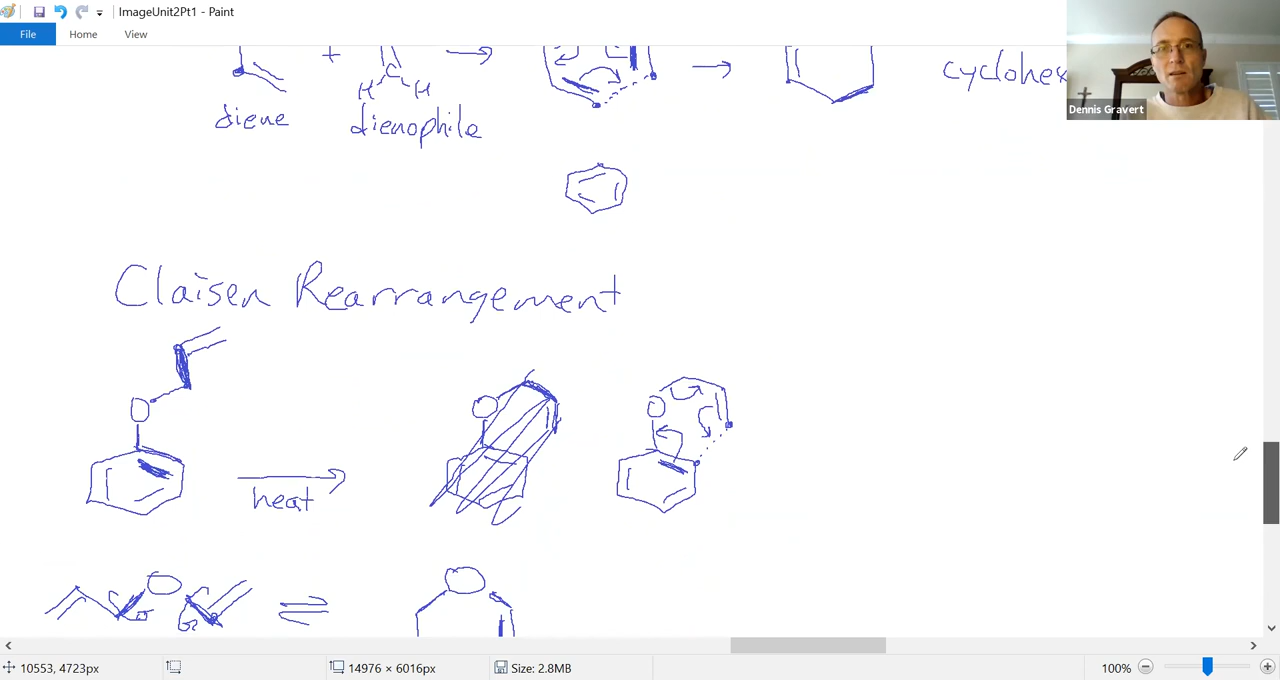 ImageUnit2Pt1 - Paint
File Home View
Dennis Gravert
+ C
H H
diene dienophile
cyclohex
Claisen Rearrangement
O
O
O
heat
O
O
10553, 4723px
14976 × 6016px
Size: 2.8MB
100%